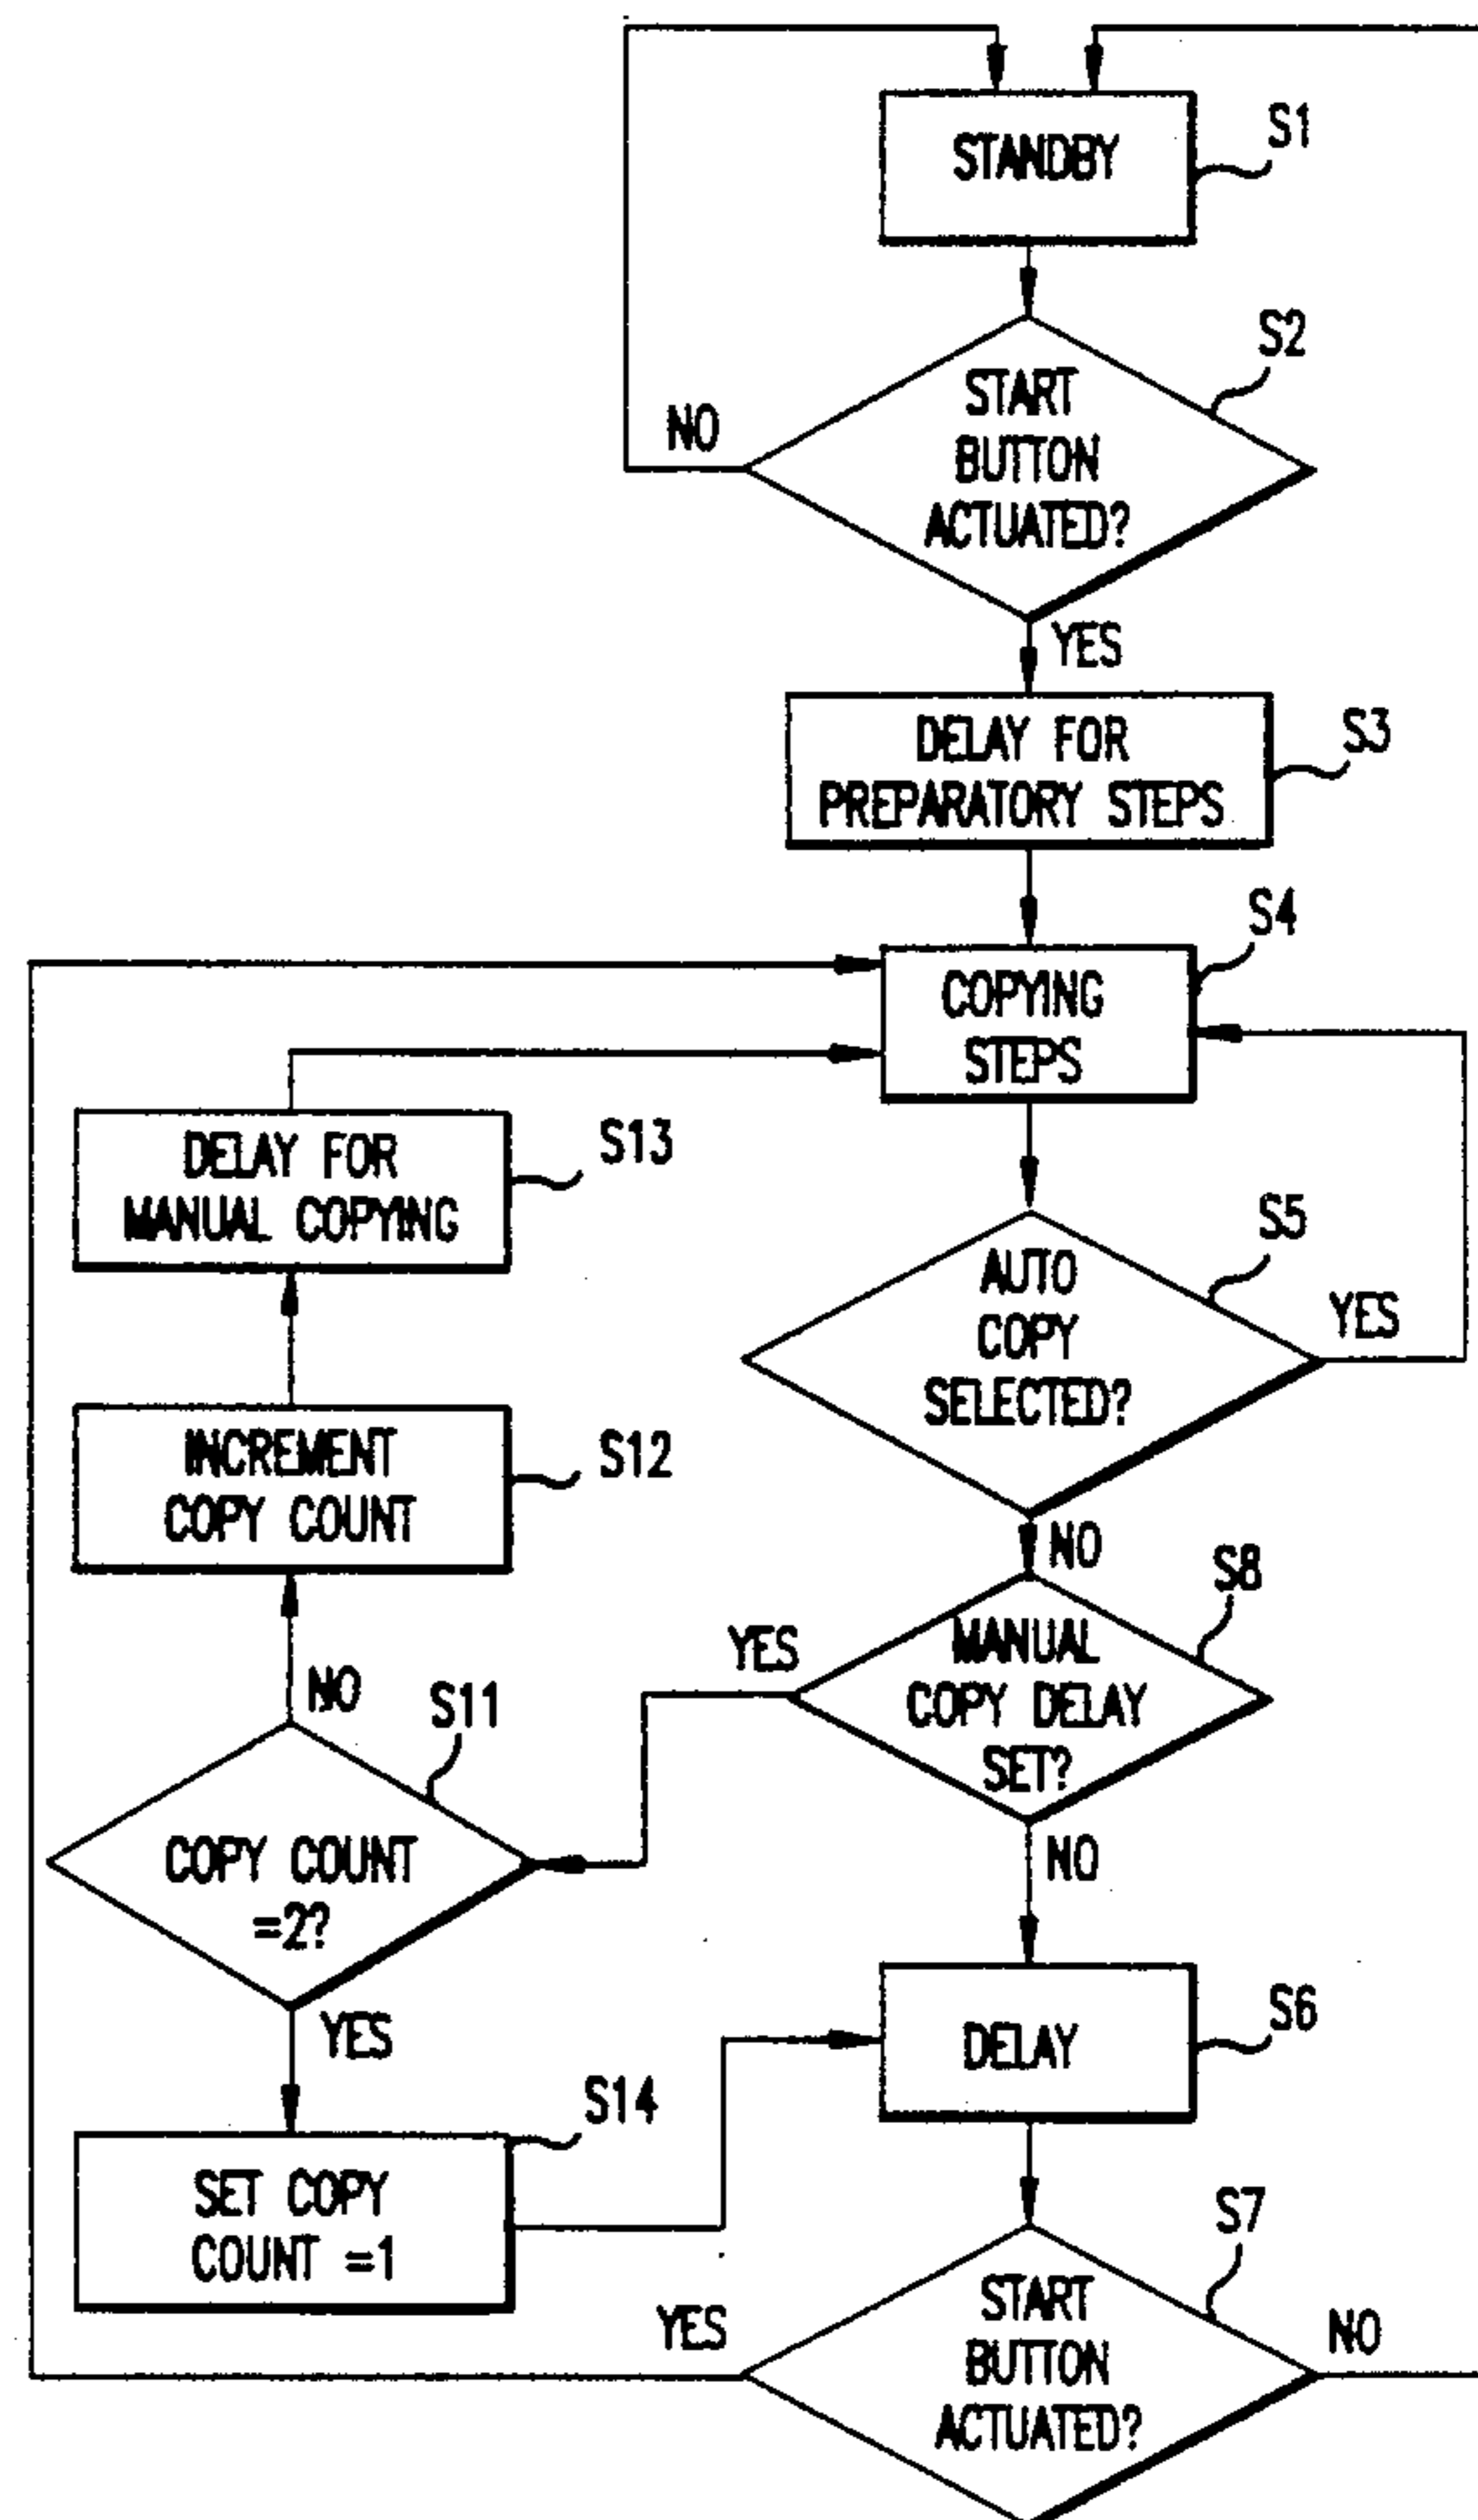 STANDBY
S1
S2
START
BUTTON
ACTUATED?
NO
YES
DELAY FOR
PREPARATORY STEPS
S3
S4
COPYING
STEPS
DELAY FOR
MANUAL COPYING
S13
S5
AUTO
COPY
SELECTED?
YES
INCREMENT
COPY COUNT
S12
NO
S8
MANUAL
COPY DELAY
SET?
YES
NO
NO
S11
COPY COUNT
=2?
YES
DELAY
S6
S14
SET COPY
COUNT =1
S7
START
BUTTON
ACTUATED?
YES
NO